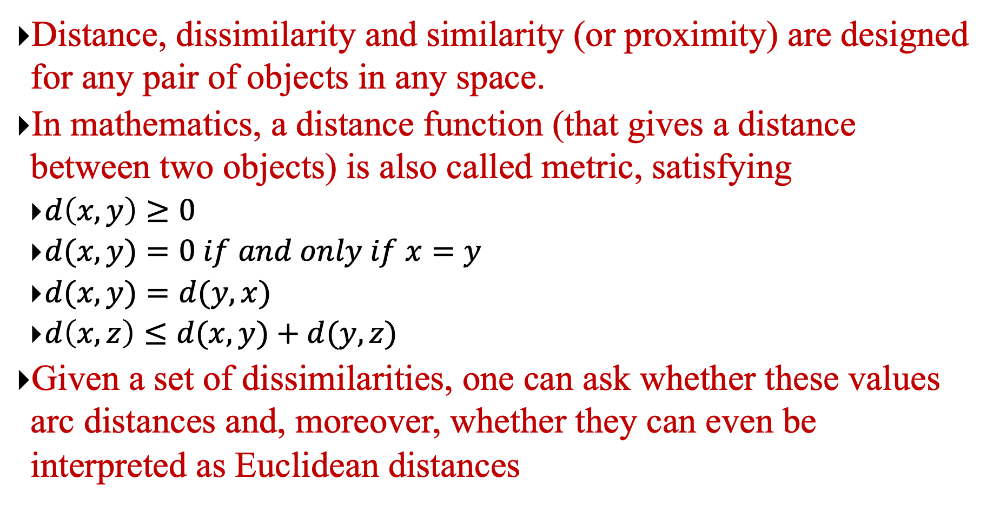 Distance, dissimilarity and similarity (or proximity) are designed
for any pair of objects in any space.
In mathematics, a distance function (that gives a distance
between two objects) is also called metric, satisfying
d(x, y) ≥ 0
d(x, y) = 0 if and only if x = y
d(x, y) = d(y, x)
d(x, z) ≤ d(x, y) + d(y, z)
Given a set of dissimilarities, one can ask whether these values
arc distances and, moreover, whether they can even be
interpreted as Euclidean distances